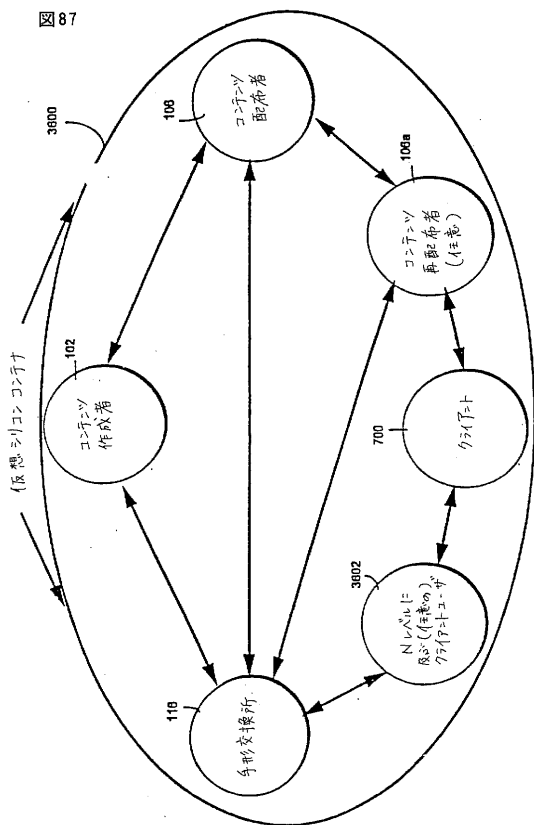 図87
3600
仮想シリコンコンテナ
102
コンテンツ
作成者
106
コンテンツ
配布者
106a
コンテンツ
再配布者
(任意)
700
クライアント
3602
Nレベルに
及ぶ(任意の)
クライアントユーザ
116
手形交換所